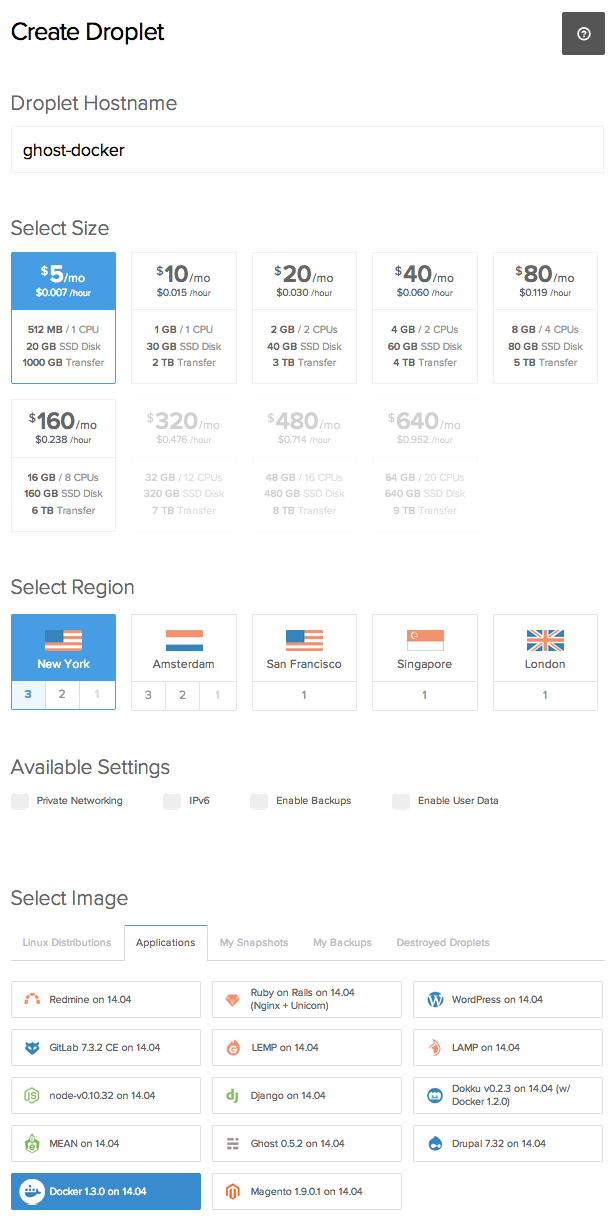 Create Droplet
Droplet Hostname
ghost-docker
Select Size
$5/mo
$0.007 /hour
512 MB / 1 CPU
20 GB SSD Disk
1000 GB Transfer
$10/mo
$0.015 /hour
1 GB / 1 CPU
30 GB SSD Disk
2 TB Transfer
$20/mo
$0.030 /hour
2 GB / 2 CPUs
40 GB SSD Disk
3 TB Transfer
$40/mo
$0.060 /hour
4 GB / 2 CPUs
60 GB SSD Disk
4 TB Transfer
$80/mo
$0.119 /hour
8 GB / 4 CPUs
80 GB SSD Disk
5 TB Transfer
$160/mo
$0.238 /hour
16 GB / 8 CPUs
160 GB SSD Disk
6 TB Transfer
$320/mo
$0.476 /hour
32 GB / 12 CPUs
320 GB SSD Disk
7 TB Transfer
$480/mo
$0.714 /hour
48 GB / 16 CPUs
480 GB SSD Disk
8 TB Transfer
$640/mo
$0.952 /hour
64 GB / 20 CPUs
640 GB SSD Disk
9 TB Transfer
Select Region
New York
3 2 1
Amsterdam
3 2 1
San Francisco
1
Singapore
1
London
1
Available Settings
Private Networking
IPv6
Enable Backups
Enable User Data
Select Image
Linux Distributions
Applications
My Snapshots
My Backups
Destroyed Droplets
Redmine on 14.04
Ruby on Rails on 14.04
(Nginx + Unicorn)
WordPress on 14.04
GitLab 7.3.2 CE on 14.04
LEMP on 14.04
LAMP on 14.04
node-v0.10.32 on 14.04
Django on 14.04
Dokku v0.2.3 on 14.04 (w/
Docker 1.2.0)
MEAN on 14.04
Ghost 0.5.2 on 14.04
Drupal 7.32 on 14.04
Docker 1.3.0 on 14.04
Magento 1.9.0.1 on 14.04